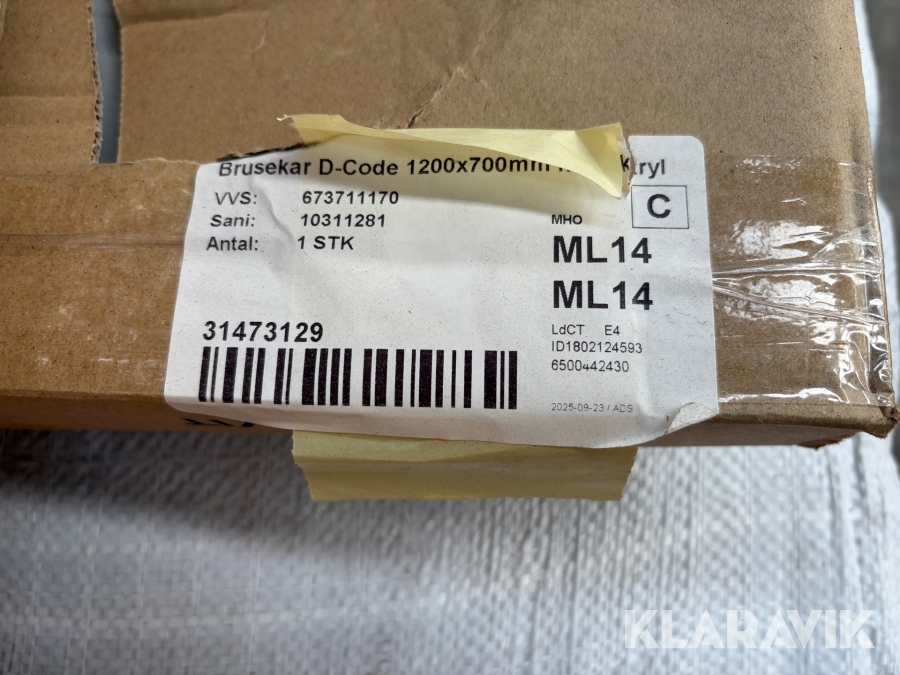 Brusekar D-Code 1200x700mm
VVS: 673711170
Sani: 10311281
Antal: 1 STK
C
MHO
ML14
ML14
31473129
LdCT E4
ID1802124593
6500442430
2025-09-23 / ADS
KLARAVIK